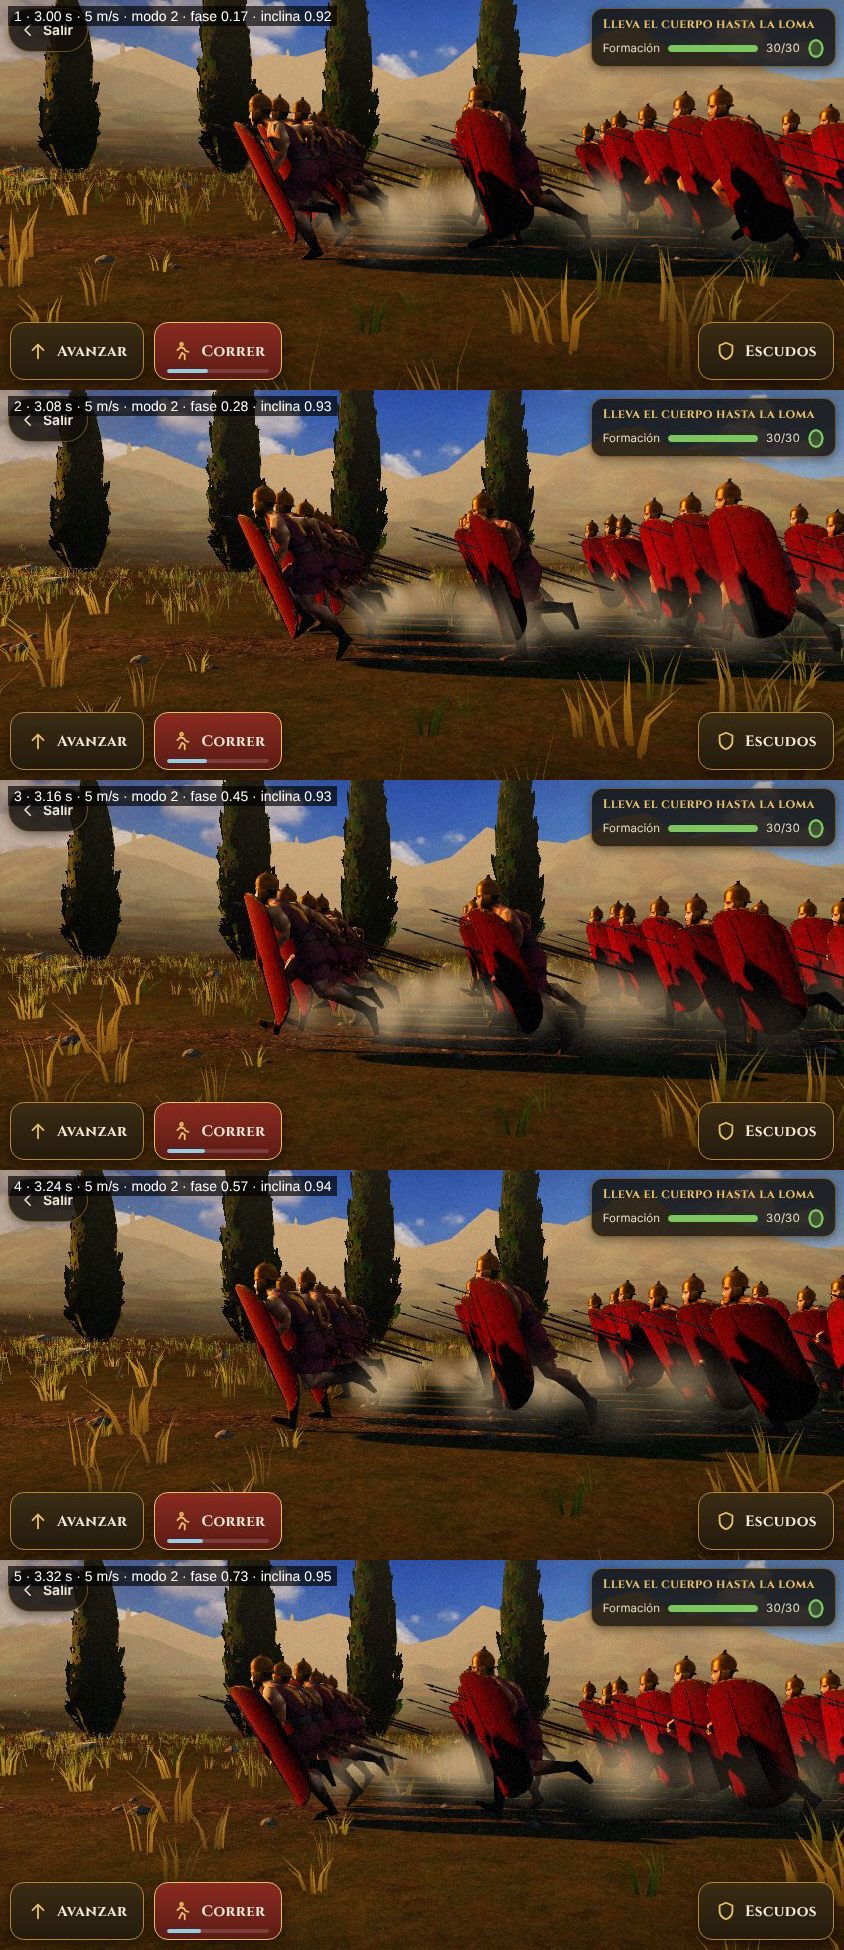 1 · 3.00 s · 5 m/s · modo 2 · fase 0.17 · inclina 0.92
Salir
Lleva el cuerpo hasta la loma
Formación 30/30
Avanzar
Correr
Escudos
2 · 3.08 s · 5 m/s · modo 2 · fase 0.28 · inclina 0.93
Salir
Lleva el cuerpo hasta la loma
Formación 30/30
Avanzar
Correr
Escudos
3 · 3.16 s · 5 m/s · modo 2 · fase 0.45 · inclina 0.93
Salir
Lleva el cuerpo hasta la loma
Formación 30/30
Avanzar
Correr
Escudos
4 · 3.24 s · 5 m/s · modo 2 · fase 0.57 · inclina 0.94
Salir
Lleva el cuerpo hasta la loma
Formación 30/30
Avanzar
Correr
Escudos
5 · 3.32 s · 5 m/s · modo 2 · fase 0.73 · inclina 0.95
Salir
Lleva el cuerpo hasta la loma
Formación 30/30
Avanzar
Correr
Escudos